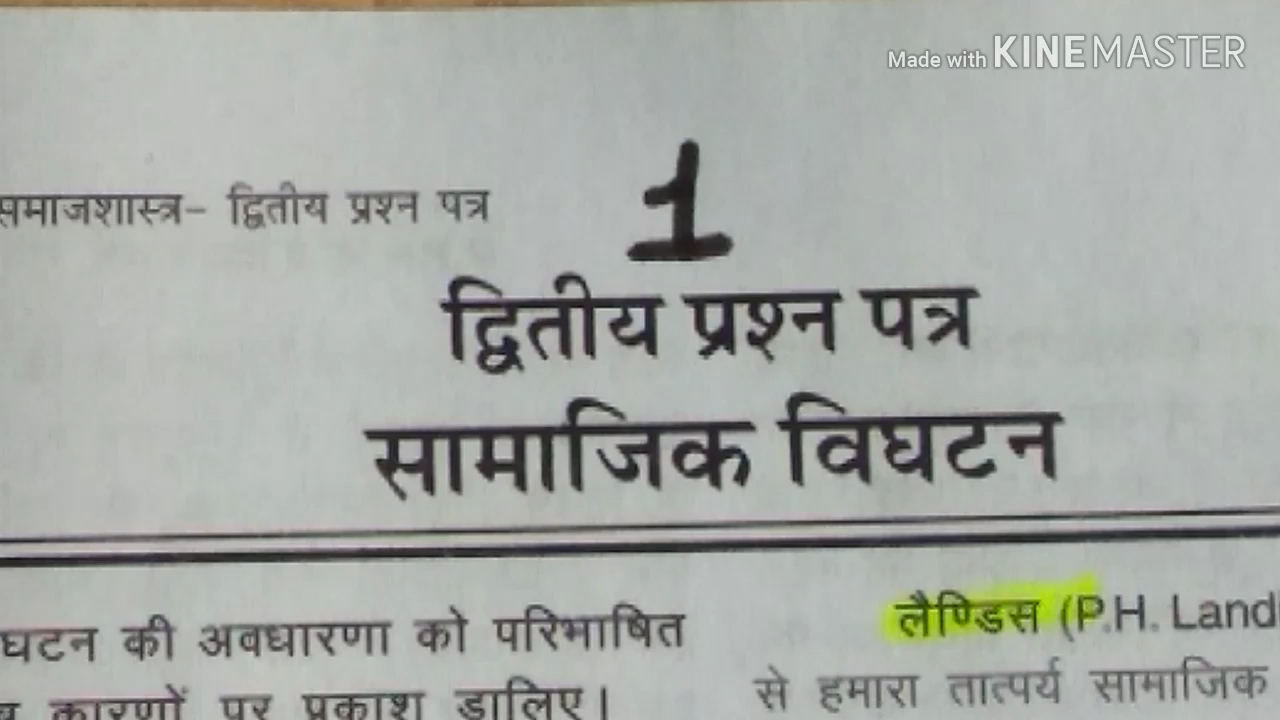 Made with KINEMASTER
समाजशास्त्र- द्वितीय प्रश्न पत्र
1
द्वितीय प्रश्न पत्र
सामाजिक विघटन
घटन की अवधारणा को परिभाषित
कारणों पर प्रकाश डालिए।
लैण्डिस (P.H. Land
से हमारा तात्पर्य सामाजिक